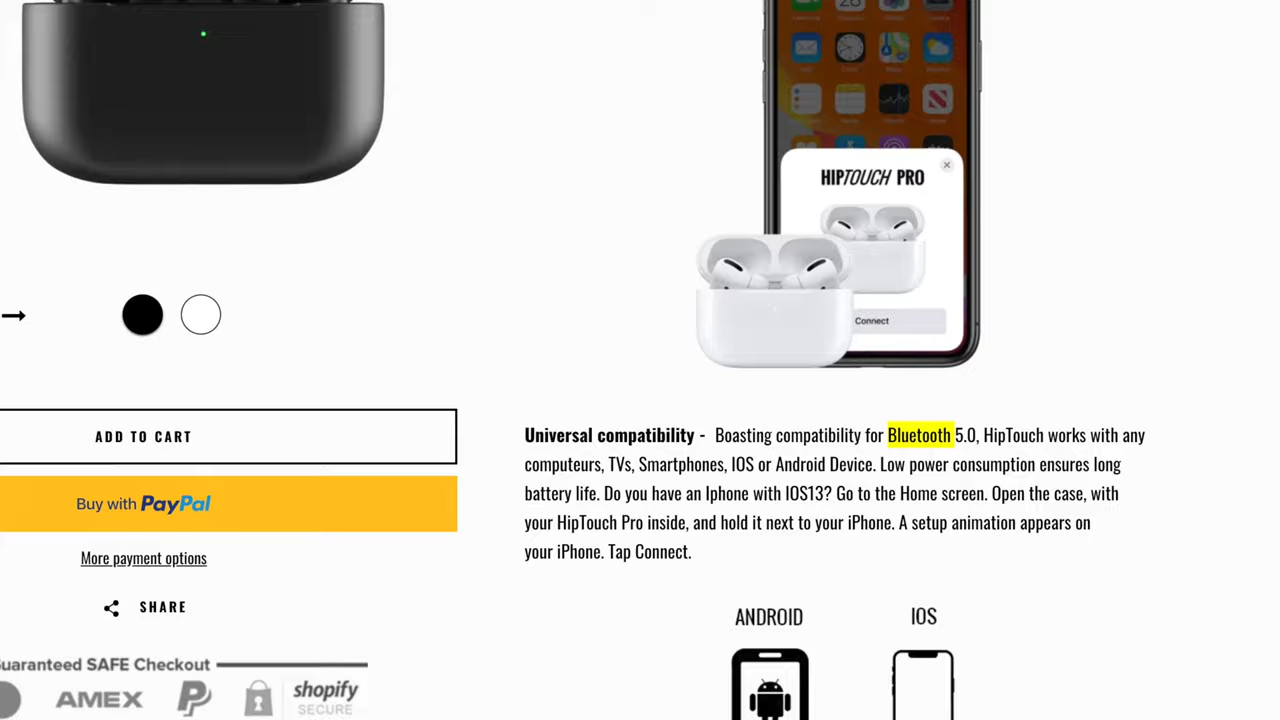 HIPTOUCH PRO
Connect
ADD TO CART
Buy with PayPal
More payment options
SHARE
Guaranteed SAFE Checkout
AMEX
shopify
SECURE
Universal compatibility - Boasting compatibility for Bluetooth 5.0, HipTouch works with any
computeurs, TVs, Smartphones, IOS or Android Device. Low power consumption ensures long
battery life. Do you have an Iphone with IOS13? Go to the Home screen. Open the case, with
your HipTouch Pro inside, and hold it next to your iPhone. A setup animation appears on
your iPhone. Tap Connect.
ANDROID
IOS